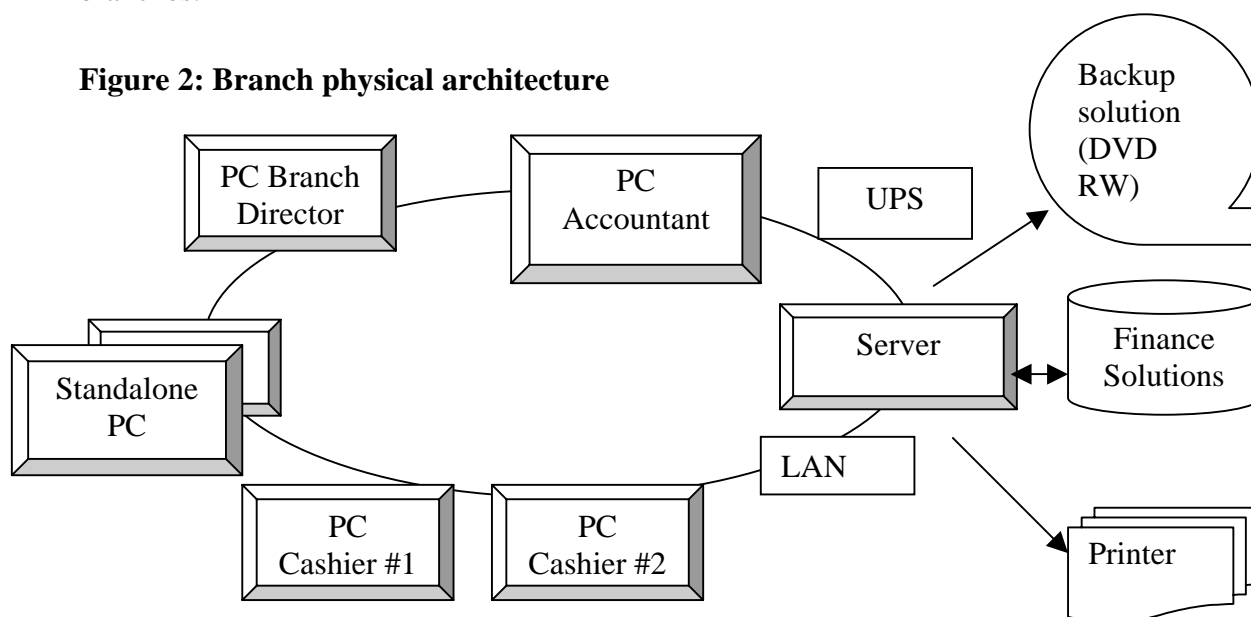 Figure 2: Branch physical architecture
Backup
solution
(DVD
RW)
PC Branch
Director
PC
Accountant
UPS
Server
Finance
Solutions
Standalone
PC
LAN
PC
Cashier #1
PC
Cashier #2
Printer